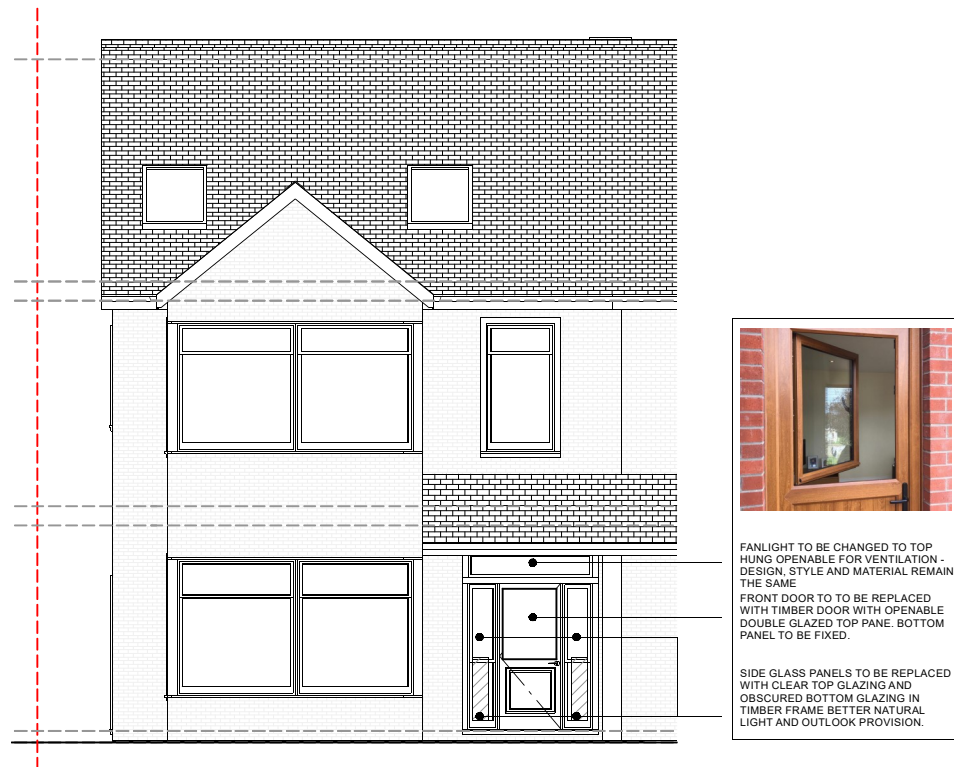 FANLIGHT TO BE CHANGED TO TOP
HUNG OPENABLE FOR VENTILATION -
DESIGN, STYLE AND MATERIAL REMAIN
THE SAME
FRONT DOOR TO TO BE REPLACED
WITH TIMBER DOOR WITH OPENABLE
DOUBLE GLAZED TOP PANE. BOTTOM
PANEL TO BE FIXED.
SIDE GLASS PANELS TO BE REPLACED
WITH CLEAR TOP GLAZING AND
OBSCURED BOTTOM GLAZING IN
TIMBER FRAME BETTER NATURAL
LIGHT AND OUTLOOK PROVISION.